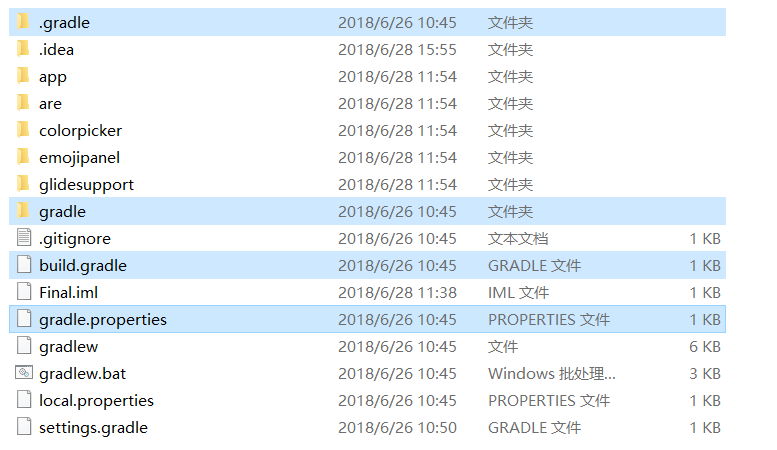 .gradle 2018/6/26 10:45 文件夹
.idea 2018/6/28 15:55 文件夹
app 2018/6/28 11:54 文件夹
are 2018/6/28 11:54 文件夹
colorpicker 2018/6/28 11:54 文件夹
emojipanel 2018/6/28 11:54 文件夹
glidesupport 2018/6/28 11:54 文件夹
gradle 2018/6/26 10:45 文件夹
.gitignore 2018/6/26 10:45 文本文档 1 KB
build.gradle 2018/6/26 10:45 GRADLE 文件 1 KB
Final.iml 2018/6/28 11:38 IML 文件 1 KB
gradle.properties 2018/6/26 10:45 PROPERTIES 文件 1 KB
gradlew 2018/6/26 10:45 文件 6 KB
gradlew.bat 2018/6/26 10:45 Windows 批处理... 3 KB
local.properties 2018/6/26 10:45 PROPERTIES 文件 1 KB
settings.gradle 2018/6/26 10:50 GRADLE 文件 1 KB